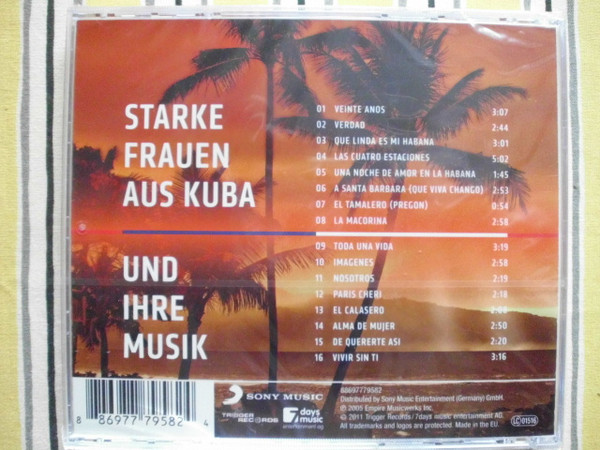 STARKE
FRAUEN
AUS KUBA
UND
IHRE
MUSIK
01 VEINTE ANOS 3:07
02 VERDAD 2:44
03 QUE LINDA ES MI HABANA 3:01
04 LAS CUATRO ESTACIONES 5:02
05 UNA NOCHE DE AMOR EN LA HABANA 1:45
06 A SANTA BARBARA (QUE VIVA CHANGO) 2:53
07 EL TAMALERO (PREGON) 0:54
08 LA MACORINA 2:58
09 TODA UNA VIDA 3:19
10 IMAGENES 2:58
11 NOSOTROS 2:19
12 PARIS CHERI 2:18
13 EL CALASERO
14 ALMA DE MUJER 2:50
15 DE QUERERTE ASI 2:20
16 VIVIR SIN TI 3:16
8 86977 79582 4
SONY MUSIC
TRIGGER RECORDS
7 days music entertainment ag
88697779582
Distributed by Sony Music Entertainment (Germany) GmbH.
℗ 2005 Empire Musicwerks Inc.
© 2011 Trigger Records / 7days music entertainment AG.
All trademarks and logos are protected. Made in the EU.
LC 01516